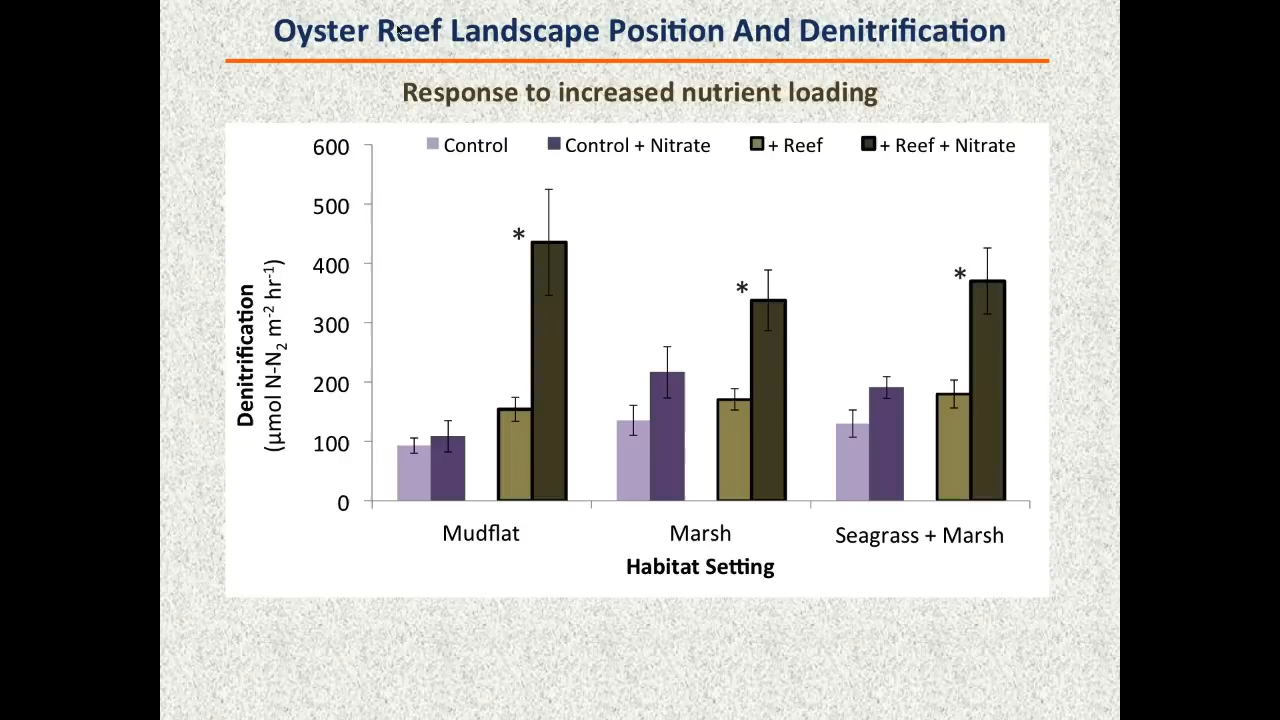 Oyster Reef Landscape Position And Denitrification
Response to increased nutrient loading
Control Control + Nitrate + Reef + Reef + Nitrate
600
500
400
300
200
100
0
Denitrification
(µmol N-N₂ m⁻² hr⁻¹)
*
*
*
Mudflat Marsh Seagrass + Marsh
Habitat Setting